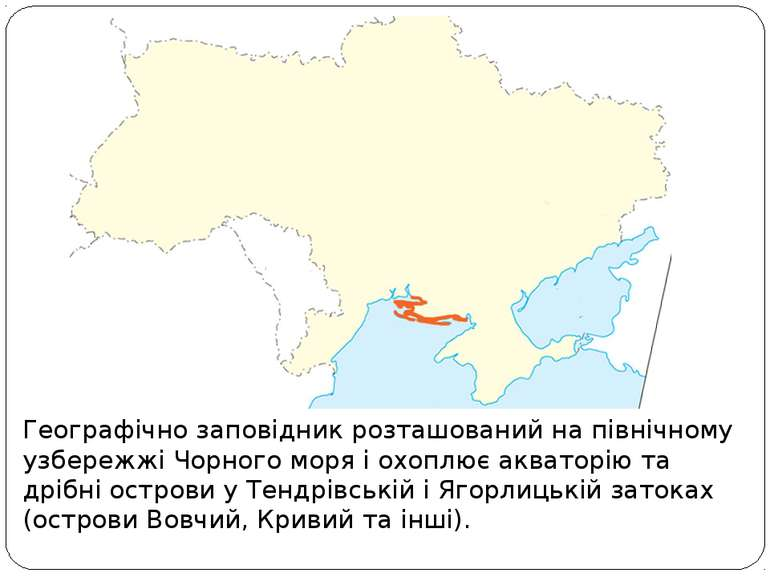 Географічно заповідник розташований на північному
узбережжі Чорного моря і охоплює акваторію та
дрібні острови у Тендрівській і Ягорлицькій затоках
(острови Вовчий, Кривий та інші).